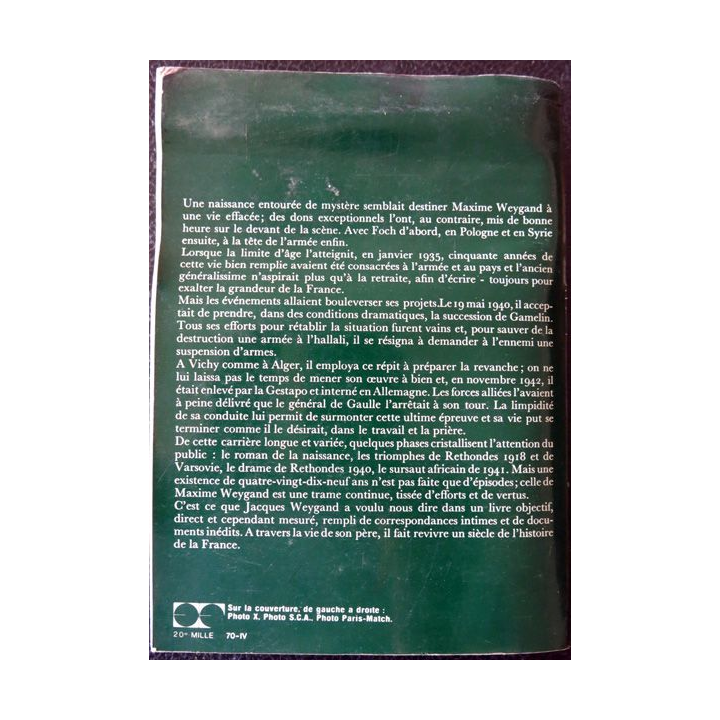 Une naissance entourée de mystère semblait destiner Maxime Weygand à
une vie effacée; des dons exceptionnels l'ont, au contraire, mis de bonne
heure sur le devant de la scène. Avec Foch d'abord, en Pologne et en Syrie
ensuite, à la tête de l'armée enfin.
Lorsque la limite d'âge l'atteignit, en janvier 1935, cinquante années de
cette vie bien remplie avaient été consacrées à l'armée et au pays et l'ancien
généralissime n'aspirait plus qu'à la retraite, afin d'écrire - toujours pour
exalter la grandeur de la France.
Mais les événements allaient bouleverser ses projets.Le 19 mai 1940, il accep-
tait de prendre, dans des conditions dramatiques, la succession de Gamelin.
Tous ses efforts pour rétablir la situation furent vains et, pour sauver de la
destruction une armée à l'hallali, il se résigna à demander à l'ennemi une
suspension d'armes.
A Vichy comme à Alger, il employa ce répit à préparer la revanche; on ne
lui laissa pas le temps de mener son œuvre à bien et, en novembre 1942, il
était enlevé par la Gestapo et interné en Allemagne. Les forces alliées l'avaient
à peine délivré que le général de Gaulle l'arrêtait à son tour. La limpidité
de sa conduite lui permit de surmonter cette ultime épreuve et sa vie put se
terminer comme il le désirait, dans le travail et la prière.
De cette carrière longue et variée, quelques phases cristallisent l'attention du
public : le roman de la naissance, les triomphes de Rethondes 1918 et de
Varsovie, le drame de Rethondes 1940, le sursaut africain de 1941. Mais une
existence de quatre-vingt-dix-neuf ans n'est pas faite que d'épisodes; celle de
Maxime Weygand est une trame continue, tissée d'efforts et de vertus.
C'est ce que Jacques Weygand a voulu nous dire dans un livre objectif,
direct et cependant mesuré, rempli de correspondances intimes et de docu-
ments inédits. A travers la vie de son père, il fait revivre un siècle de l'histoire
de la France.
Sur la couverture, de gauche a droite :
Photo X, Photo S.C.A., Photo Paris-Match.
20e MILLE 70-IV